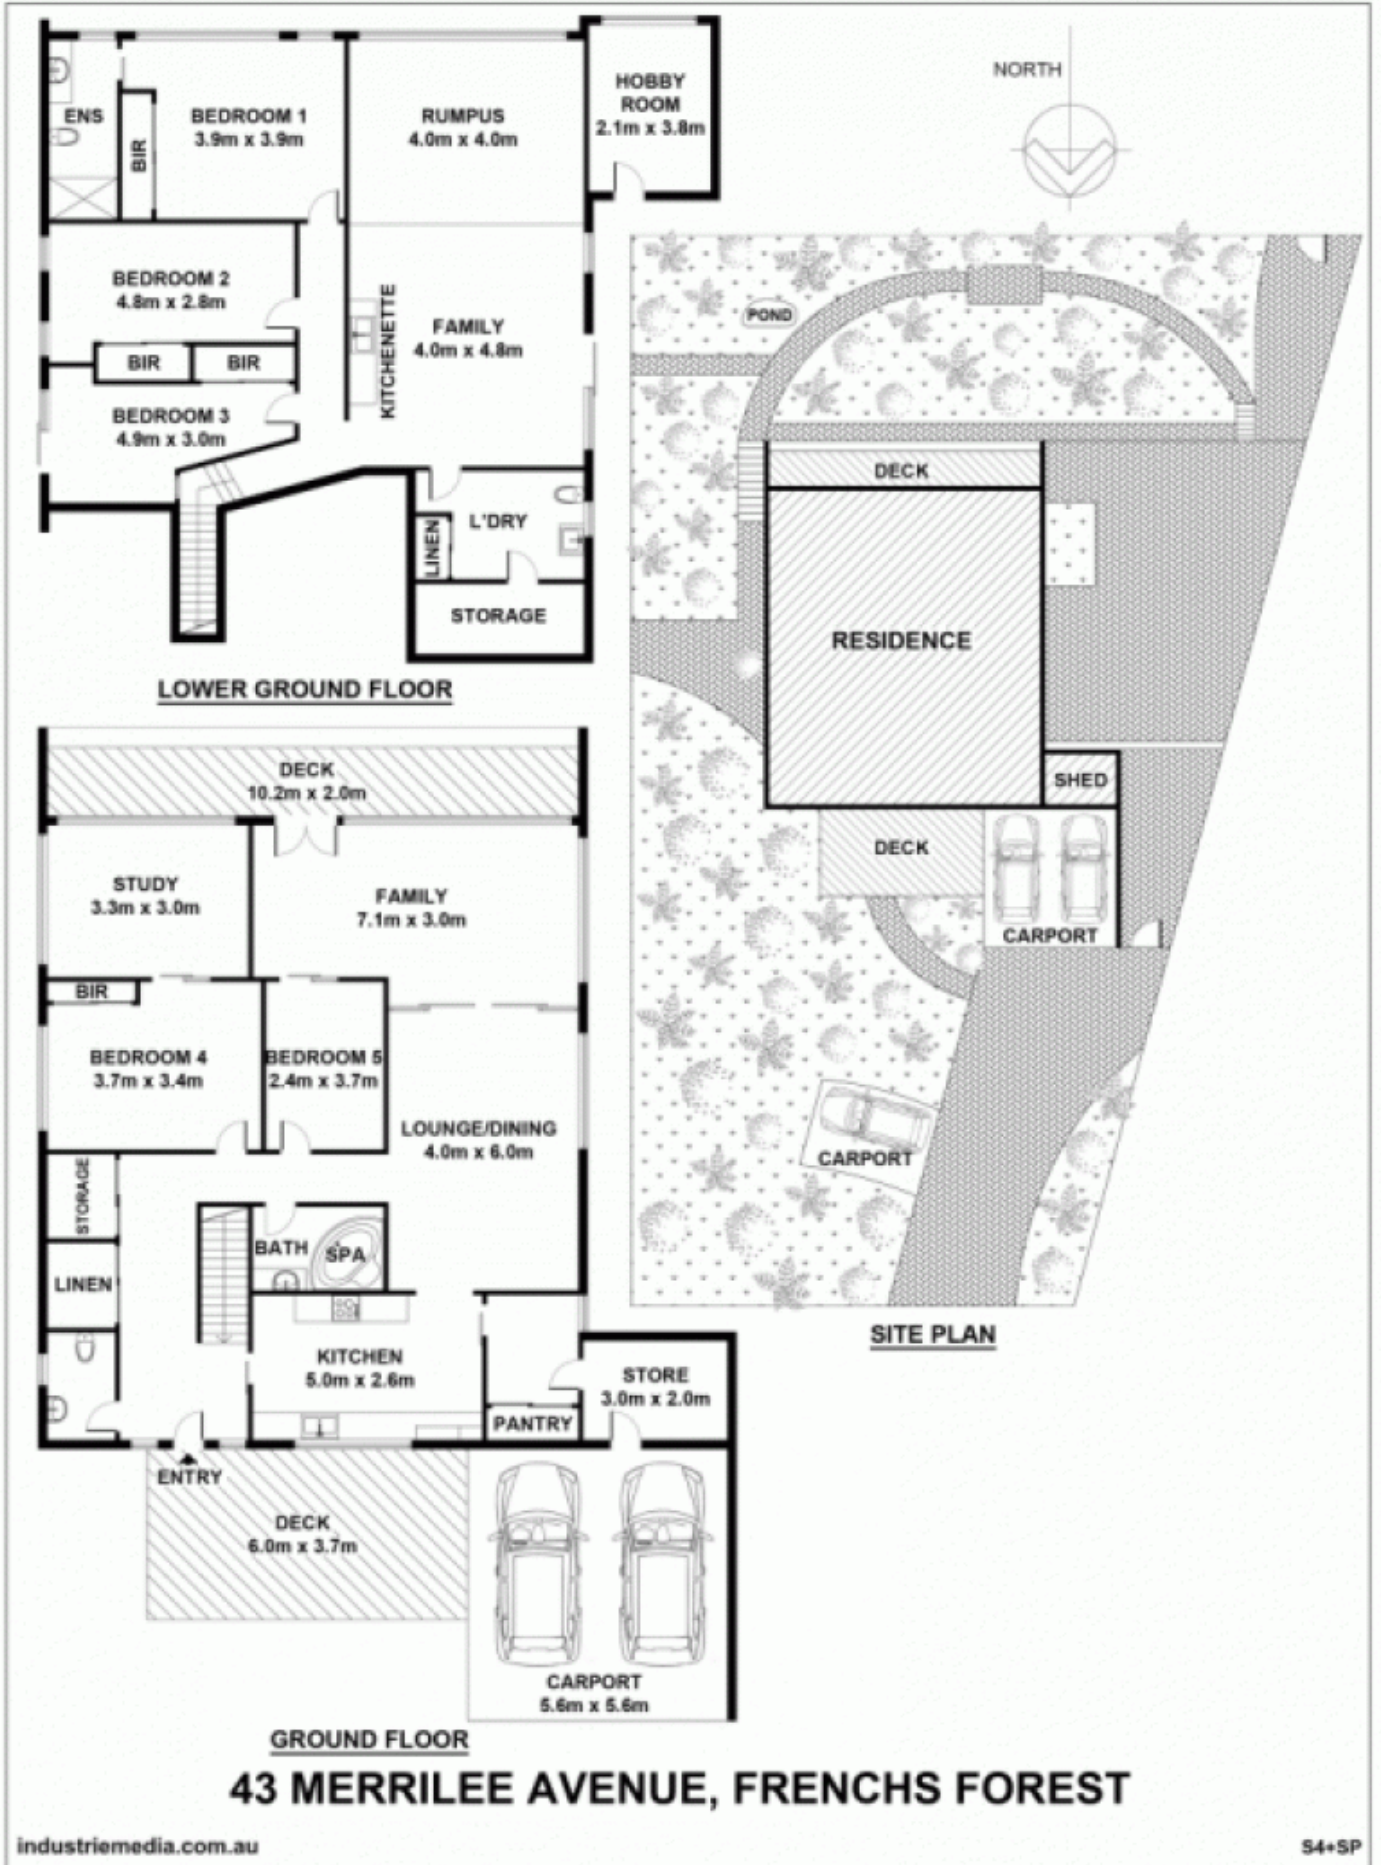 ENS
BIR
BEDROOM 1
3.9m x 3.9m
RUMPUS
4.0m x 4.0m
HOBBY
ROOM
2.1m x 3.8m
BEDROOM 2
4.8m x 2.8m
BIR
BIR
KITCHENETTE
FAMILY
4.0m x 4.8m
BEDROOM 3
4.9m x 3.0m
LINEN
L'DRY
STORAGE
LOWER GROUND FLOOR
NORTH
POND
DECK
RESIDENCE
SHED
DECK
CARPORT
CARPORT
SITE PLAN
DECK
10.2m x 2.0m
STUDY
3.3m x 3.0m
FAMILY
7.1m x 3.0m
BIR
BEDROOM 4
3.7m x 3.4m
BEDROOM 5
2.4m x 3.7m
LOUNGE/DINING
4.0m x 6.0m
STORAGE
BATH
SPA
LINEN
KITCHEN
5.0m x 2.6m
STORE
3.0m x 2.0m
PANTRY
ENTRY
DECK
6.0m x 3.7m
CARPORT
5.6m x 5.6m
GROUND FLOOR
43 MERRILEE AVENUE, FRENCHS FOREST
industriemedia.com.au
S4+SP